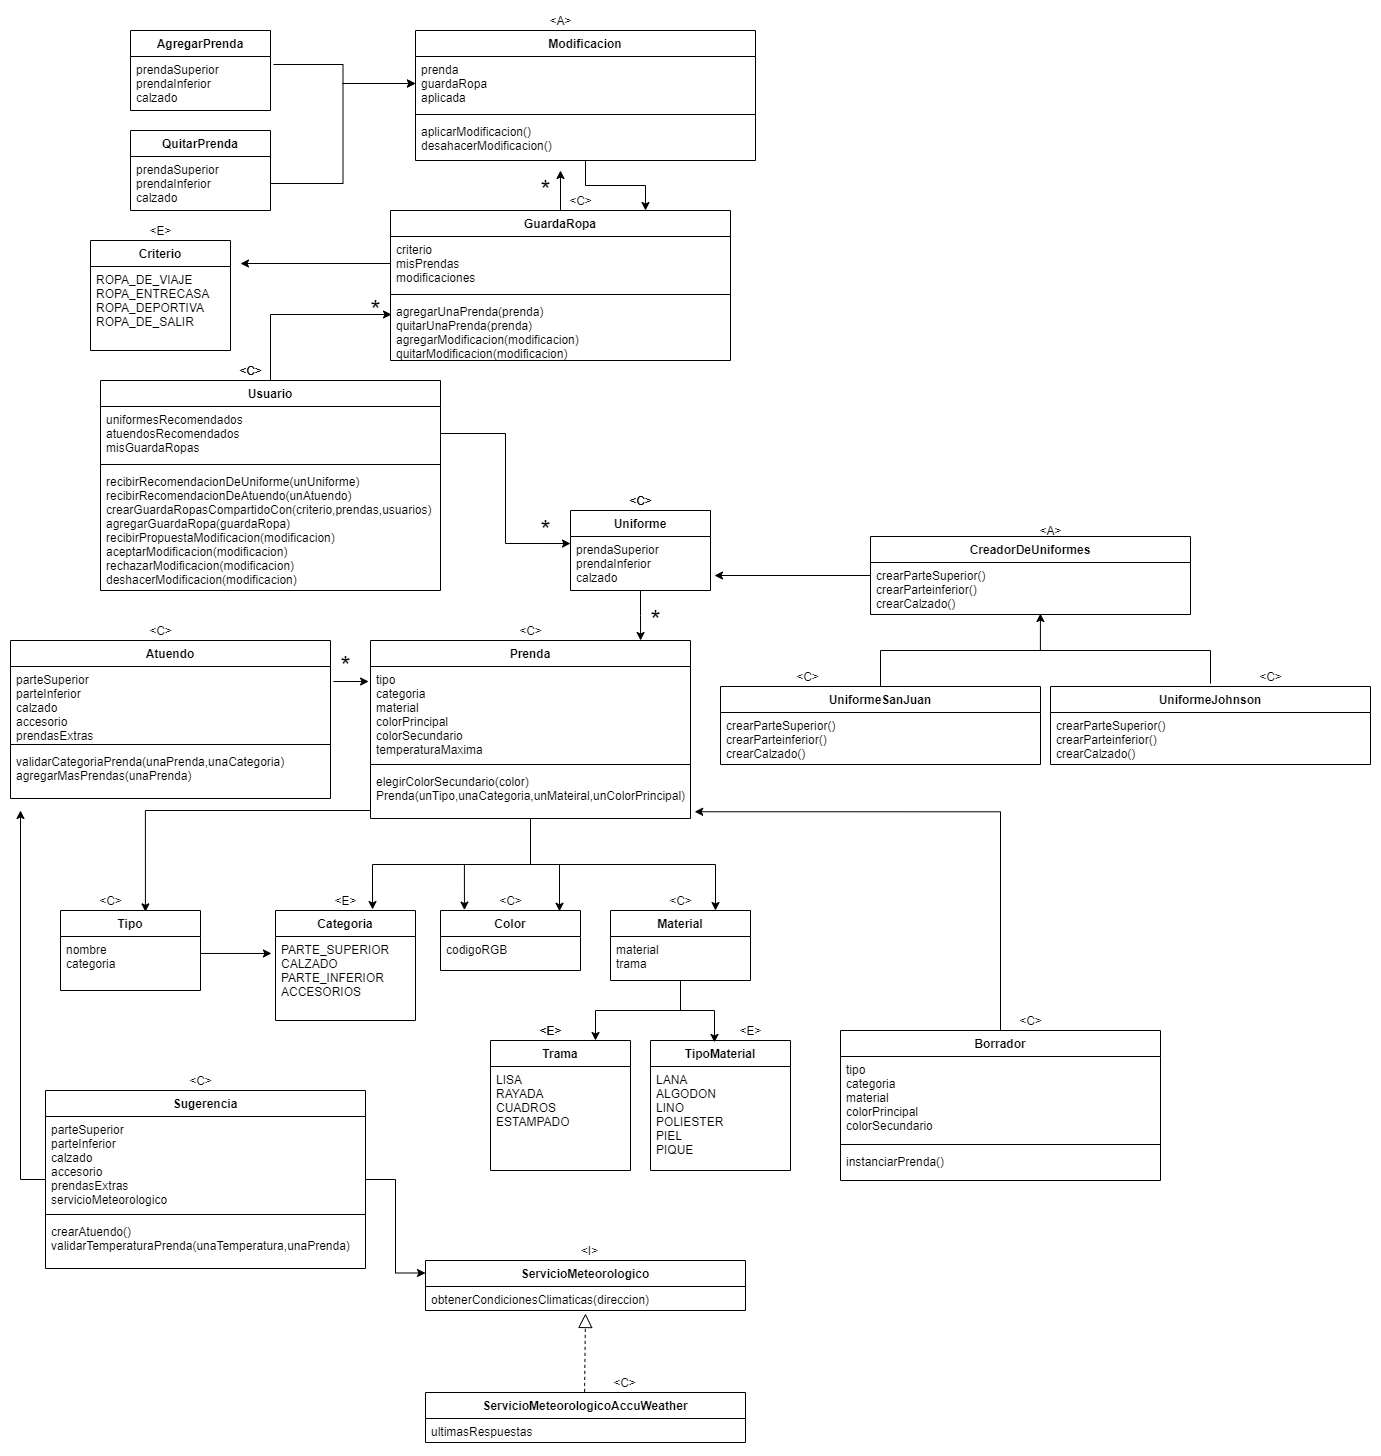 <A>
AgregarPrenda
prendaSuperior
prendaInferior
calzado
Modificacion
prenda
guardaRopa
aplicada
aplicarModificacion()
desahacerModificacion()
QuitarPrenda
prendaSuperior
prendaInferior
calzado
*
<C>
GuardaRopa
criterio
misPrendas
modificaciones
agregarUnaPrenda(prenda)
quitarUnaPrenda(prenda)
agregarModificacion(modificacion)
quitarModificacion(modificacion)
<E>
Criterio
ROPA_DE_VIAJE
ROPA_ENTRECASA
ROPA_DEPORTIVA
ROPA_DE_SALIR
*
<C>
Usuario
uniformesRecomendados
atuendosRecomendados
misGuardaRopas
recibirRecomendacionDeUniforme(unUniforme)
recibirRecomendacionDeAtuendo(unAtuendo)
crearGuardaRopasCompartidoCon(criterio,prendas,usuarios)
agregarGuardaRopa(guardaRopa)
recibirPropuestaModificacion(modificacion)
aceptarModificacion(modificacion)
rechazarModificacion(modificacion)
deshacerModificacion(modificacion)
*
<C>
Uniforme
prendaSuperior
prendaInferior
calzado
*
<A>
CreadorDeUniformes
crearParteSuperior()
crearParteinferior()
crearCalzado()
<C>
UniformeSanJuan
crearParteSuperior()
crearParteinferior()
crearCalzado()
<C>
UniformeJohnson
crearParteSuperior()
crearParteinferior()
crearCalzado()
<C>
Atuendo
parteSuperior
parteInferior
calzado
accesorio
prendasExtras
validarCategoriaPrenda(unaPrenda,unaCategoria)
agregarMasPrendas(unaPrenda)
*
<C>
Prenda
tipo
categoria
material
colorPrincipal
colorSecundario
temperaturaMaxima
elegirColorSecundario(color)
Prenda(unTipo,unaCategoria,unMateiral,unColorPrincipal)
<C>
Tipo
nombre
categoria
<E>
Categoria
PARTE_SUPERIOR
CALZADO
PARTE_INFERIOR
ACCESORIOS
<C>
Color
codigoRGB
<C>
Material
material
trama
<E>
Trama
LISA
RAYADA
CUADROS
ESTAMPADO
<E>
TipoMaterial
LANA
ALGODON
LINO
POLIESTER
PIEL
PIQUE
<C>
Borrador
tipo
categoria
material
colorPrincipal
colorSecundario
instanciarPrenda()
<C>
Sugerencia
parteSuperior
parteInferior
calzado
accesorio
prendasExtras
servicioMeteorologico
crearAtuendo()
validarTemperaturaPrenda(unaTemperatura,unaPrenda)
<I>
ServicioMeteorologico
obtenerCondicionesClimaticas(direccion)
<C>
ServicioMeteorologicoAccuWeather
ultimasRespuestas